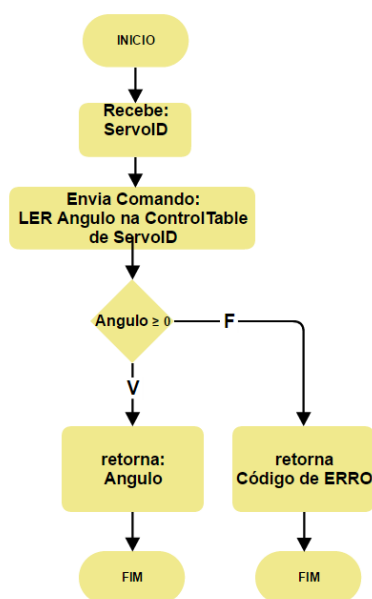 INICIO
Recebe:
ServoID
Envia Comando:
LER Angulo na ControlTable
de ServoID
Angulo ≥ 0
F
V
retorna:
Angulo
retorna
Código de ERRO
FIM
FIM